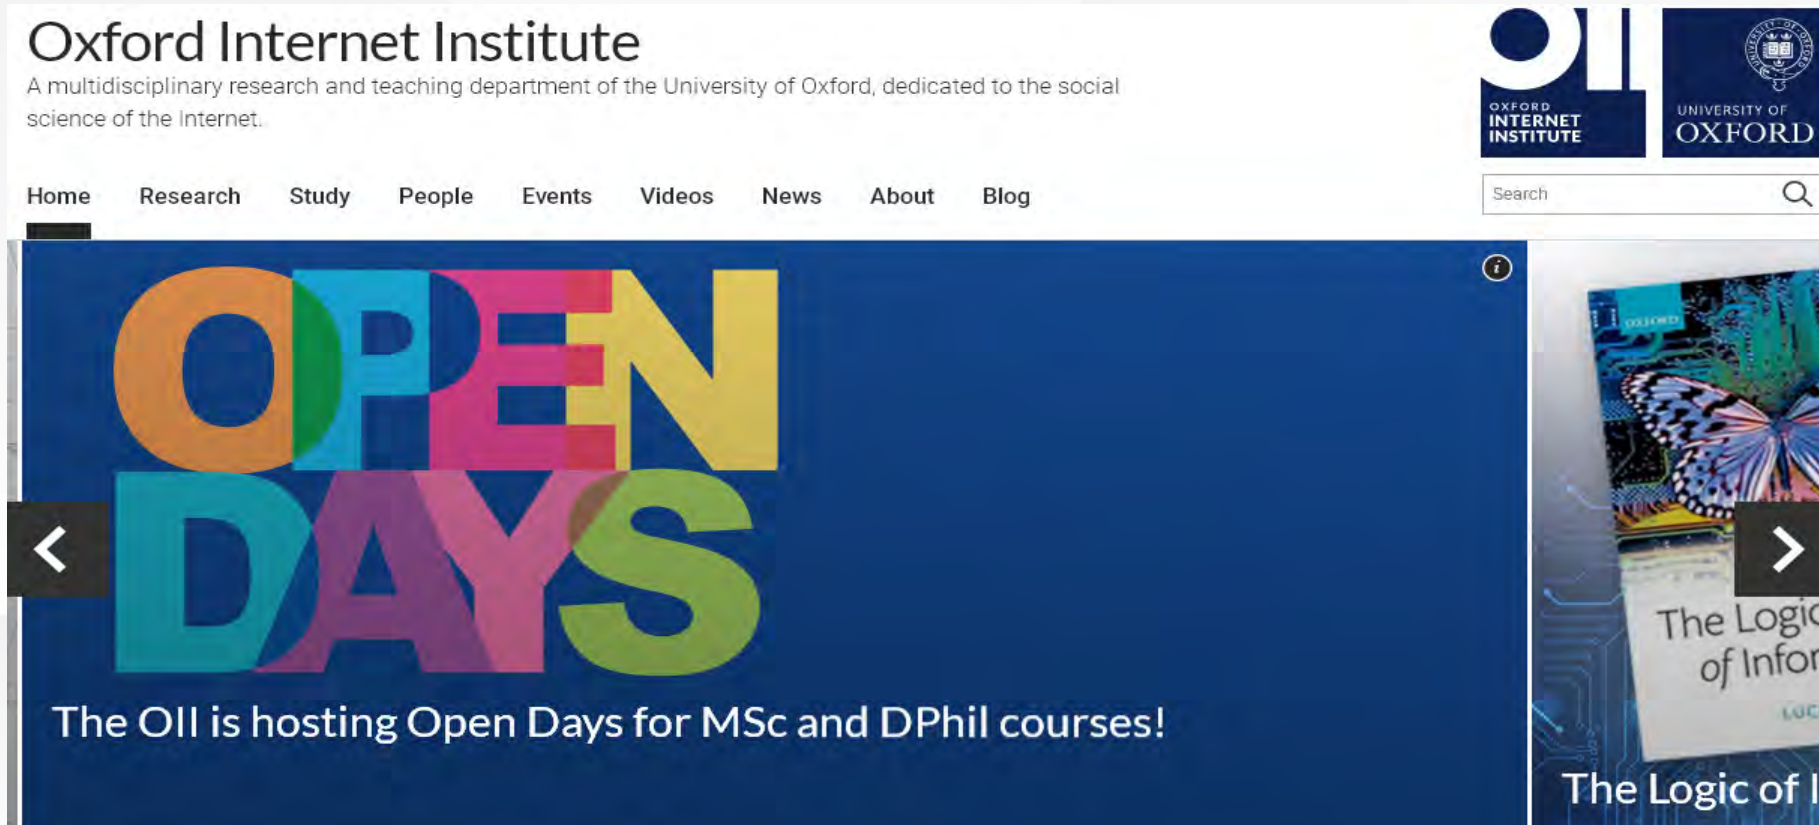 Oxford Internet Institute
A multidisciplinary research and teaching department of the University of Oxford, dedicated to the social
science of the Internet.
OII
OXFORD
INTERNET
INSTITUTE
UNIVERSITY OF
OXFORD
Home Research Study People Events Videos News About Blog
Search
OPEN
DAYS
The OII is hosting Open Days for MSc and DPhil courses!
OXFORD
The Logic
of Infor
LUC
The Logic of I